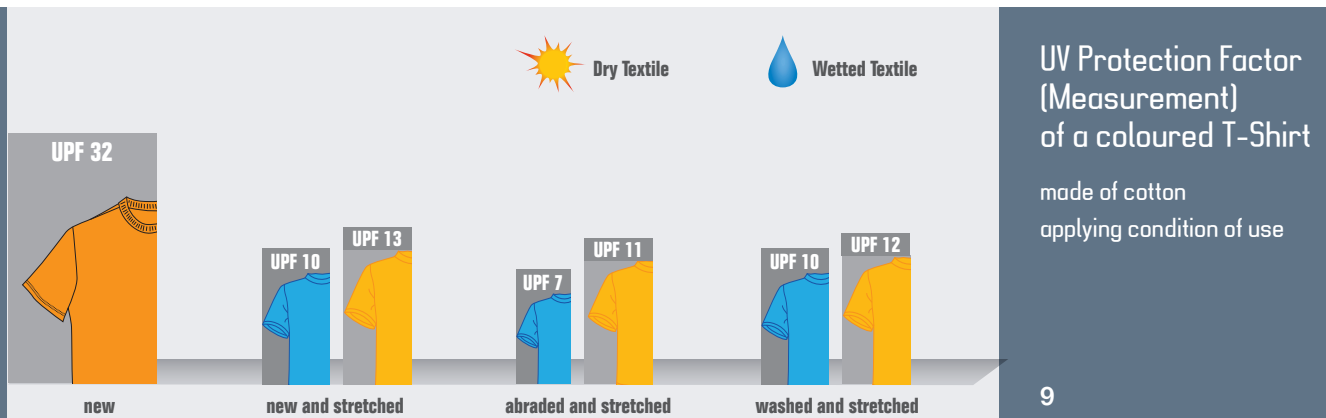 Dry Textile
Wetted Textile
UV Protection Factor
(Measurement)
of a coloured T-Shirt
made of cotton
applying condition of use
UPF 32
UPF 10
UPF 13
UPF 7
UPF 11
UPF 10
UPF 12
new
new and stretched
abraded and stretched
washed and stretched
9